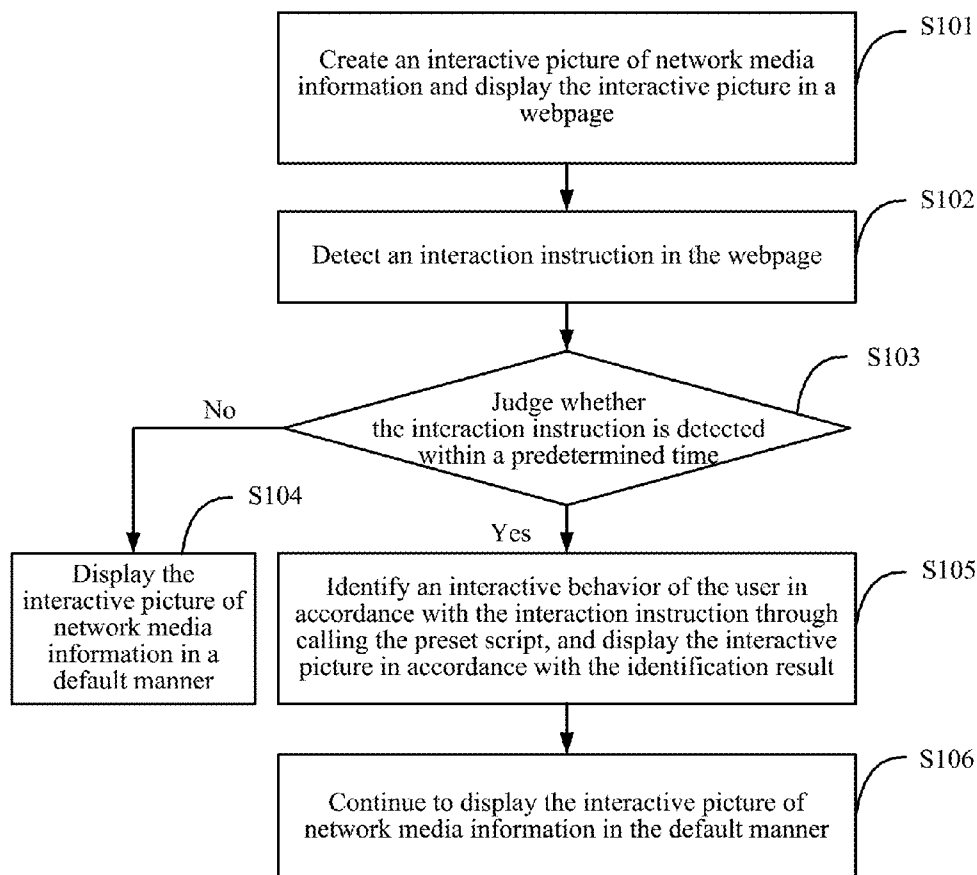 S101
Create an interactive picture of network media
information and display the interactive picture in a
webpage
S102
Detect an interaction instruction in the webpage
S103
Judge whether
the interaction instruction is detected
within a predetermined time
No
S104
Yes
Display the
interactive picture of
network media
information in a
default manner
S105
Identify an interactive behavior of the user in
accordance with the interaction instruction through
calling the preset script, and display the interactive
picture in accordance with the identification result
S106
Continue to display the interactive picture of
network media information in the default manner